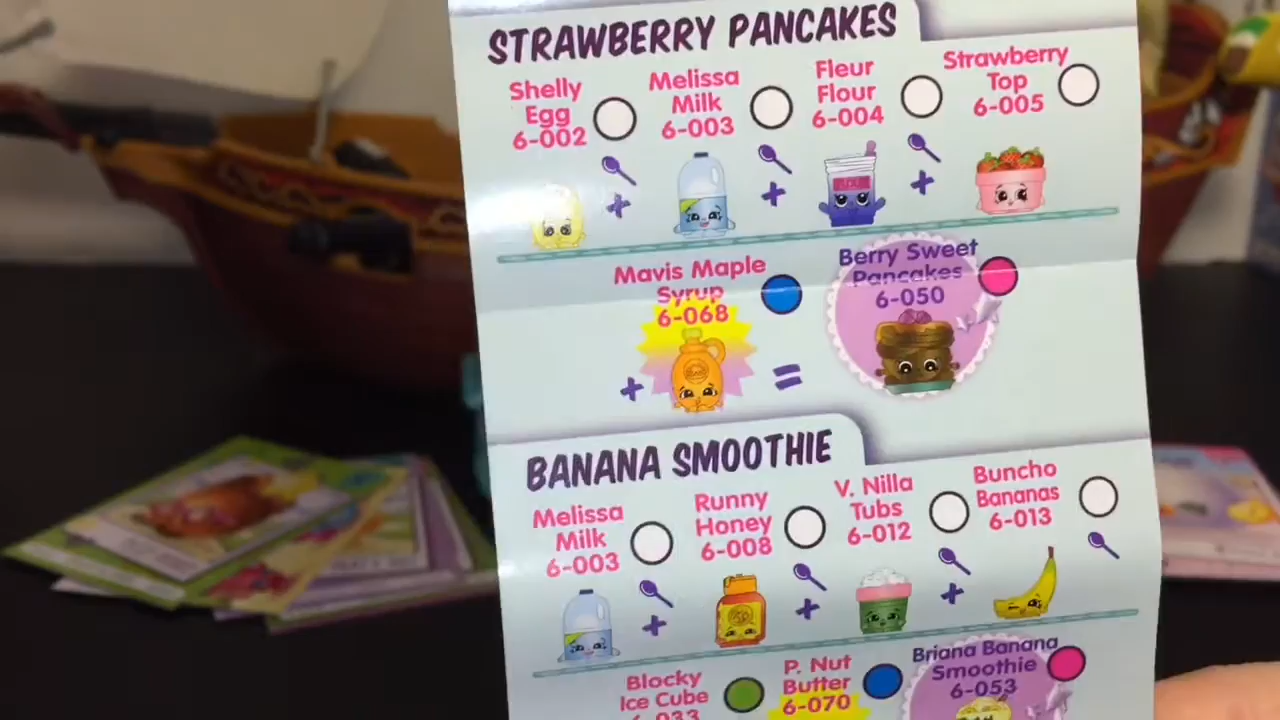 STRAWBERRY PANCAKES
Shelly
Egg
6-002
Melissa
Milk
6-003
Fleur
Flour
6-004
Strawberry
Top
6-005
+ + +
FLOUR
Mavis Maple
Syrup
6-068
Berry Sweet
Pancakes
6-050
+ =
BANANA SMOOTHIE
Melissa
Milk
6-003
Runny
Honey
6-008
V. Nilla
Tubs
6-012
Buncho
Bananas
6-013
+ + +
Blocky
Ice Cube
6-033
P. Nut
Butter
6-070
Briana Banana
Smoothie
6-053